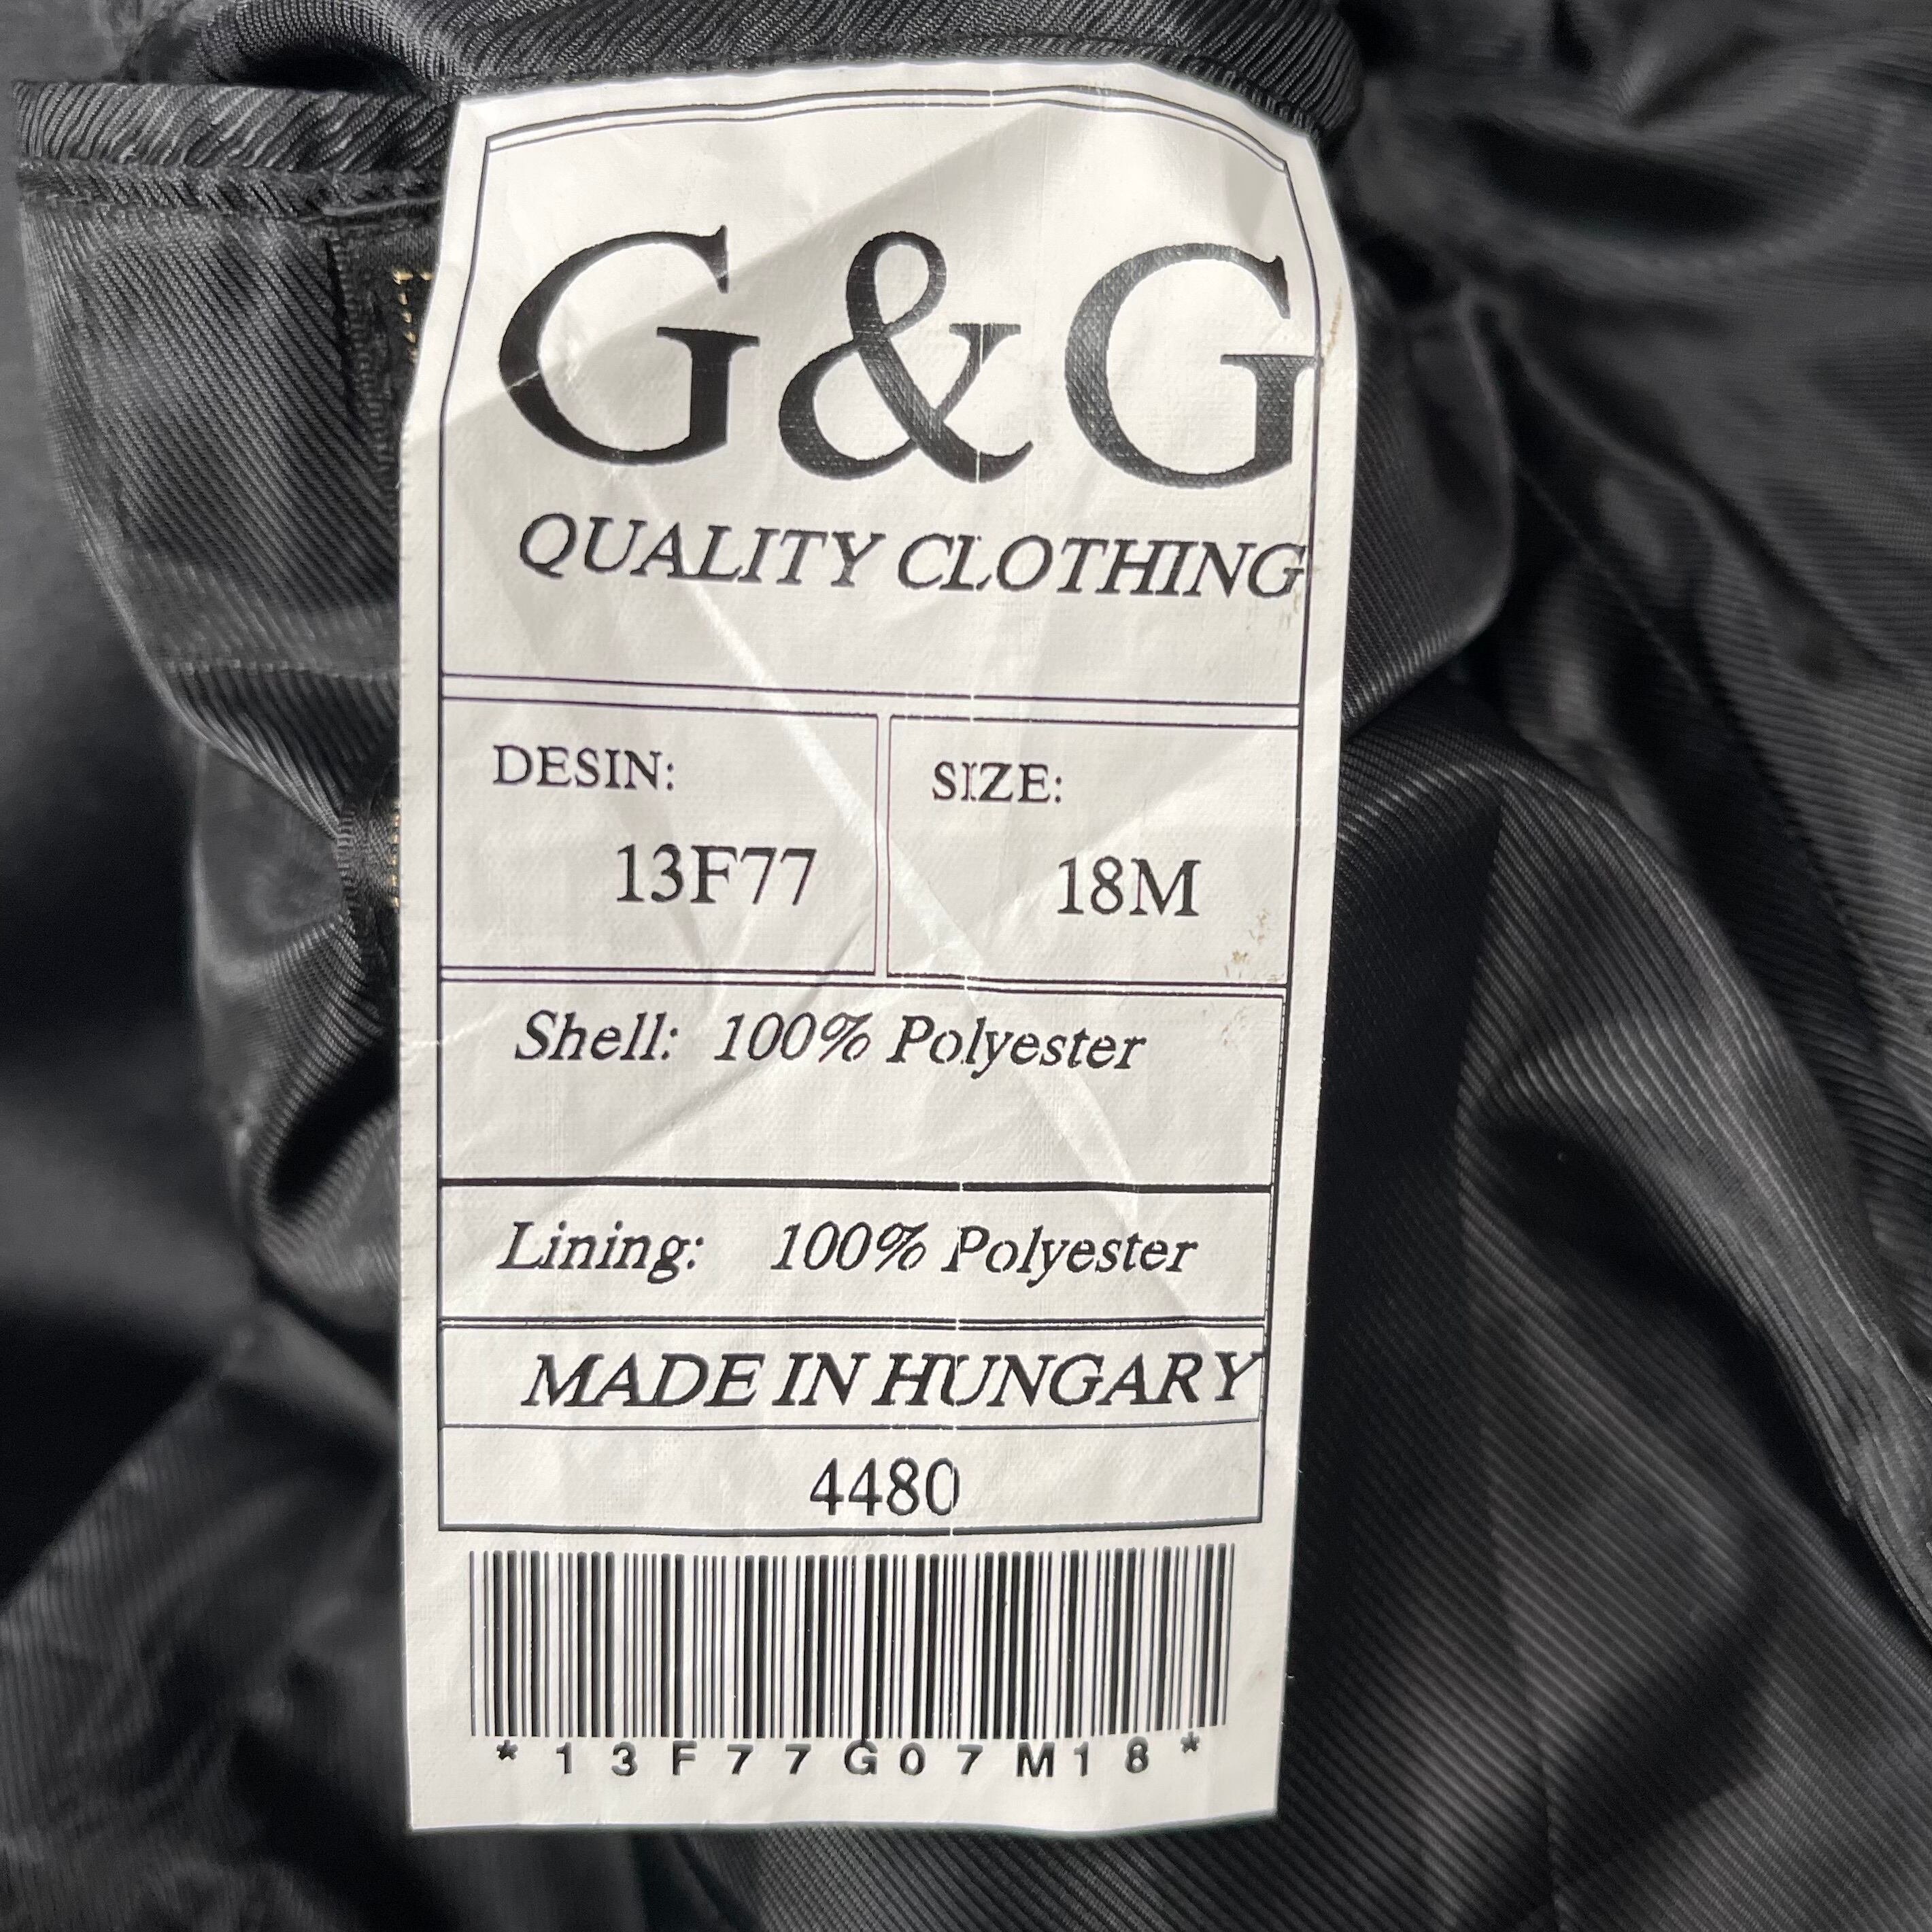 G&G
QUALITY CLOTHING
DESIN: SIZE:
13F77 18M
Shell: 100% Polyester
Lining: 100% Polyester
MADE IN HUNGARY
4480
*13F77G07M18*